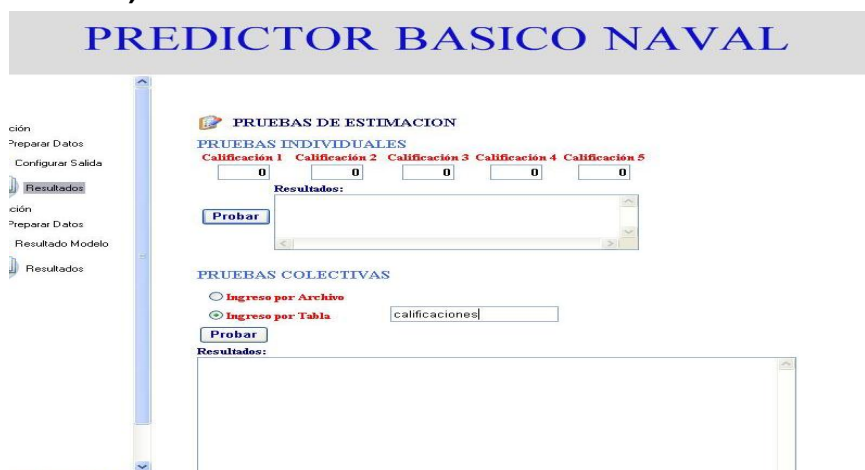 PREDICTOR BASICO NAVAL
ción
Preparar Datos
Configurar Salida
Resultados
ción
Preparar Datos
Resultado Modelo
Resultados
PRUEBAS DE ESTIMACION
PRUEBAS INDIVIDUALES
Calificación 1 Calificación 2 Calificación 3 Calificación 4 Calificación 5
0 0 0 0 0
Resultados:
Probar
PRUEBAS COLECTIVAS
Ingreso por Archivo
Ingreso por Tabla calificaciones
Probar
Resultados: